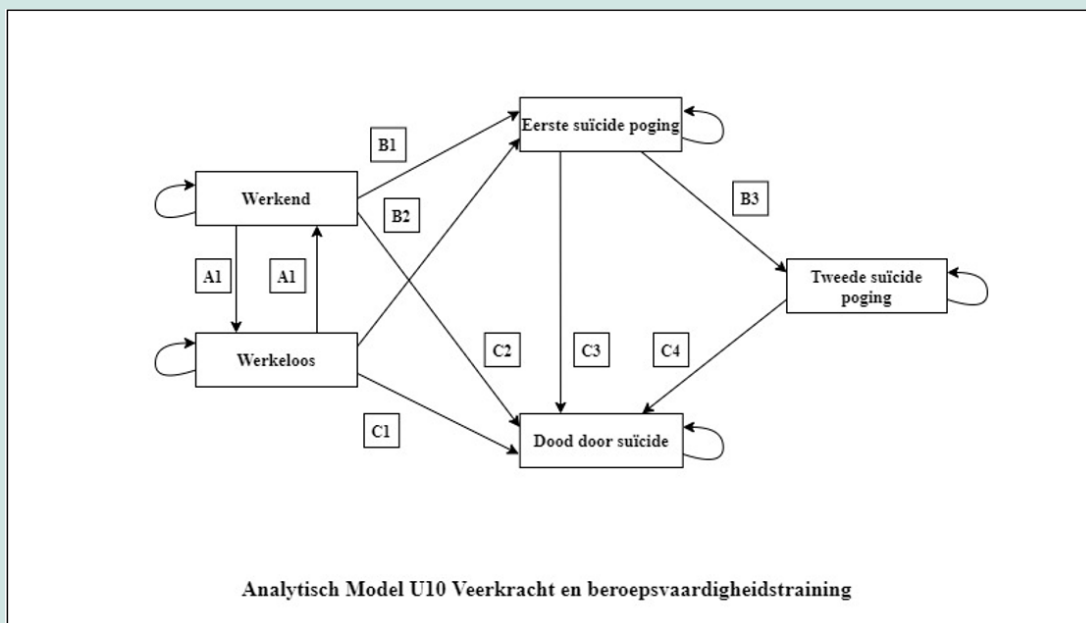 Eerste suïcide poging
B1
Werkend
B2
B3
A1
A1
Tweede suïcide
poging
Werkeloos
C2
C3
C4
C1
Dood door suïcide
Analytisch Model U10 Veerkracht en beroepsvaardigheidstraining